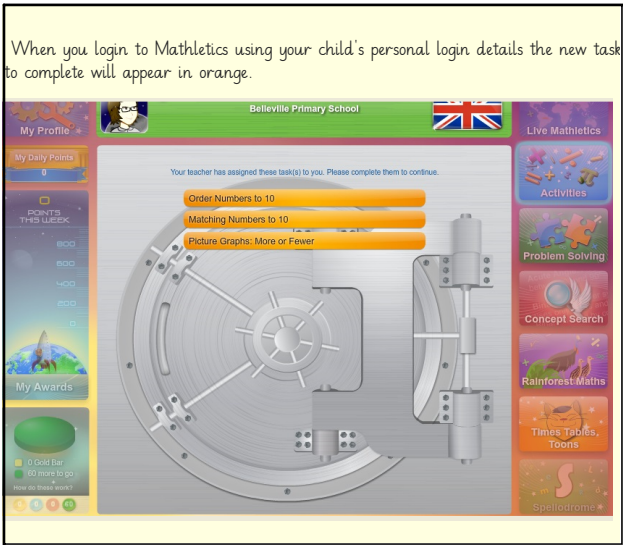 When you login to Mathletics using your child's personal login details the new task
to complete will appear in orange.
Belleville Primary School
My Profile
Live Mathletics
My Daily Points
0
Your teacher has assigned these task(s) to you. Please complete them to continue.
Order Numbers to 10
Matching Numbers to 10
Picture Graphs: More or Fewer
Activities
0
POINTS
THIS WEEK
800
600
400
200
0
Problem Solving
Concept Search
My Awards
Rainforest Maths
Times Tables,
Toons
0 Gold Bar
60 more to go
How do these work?
Spellodrome